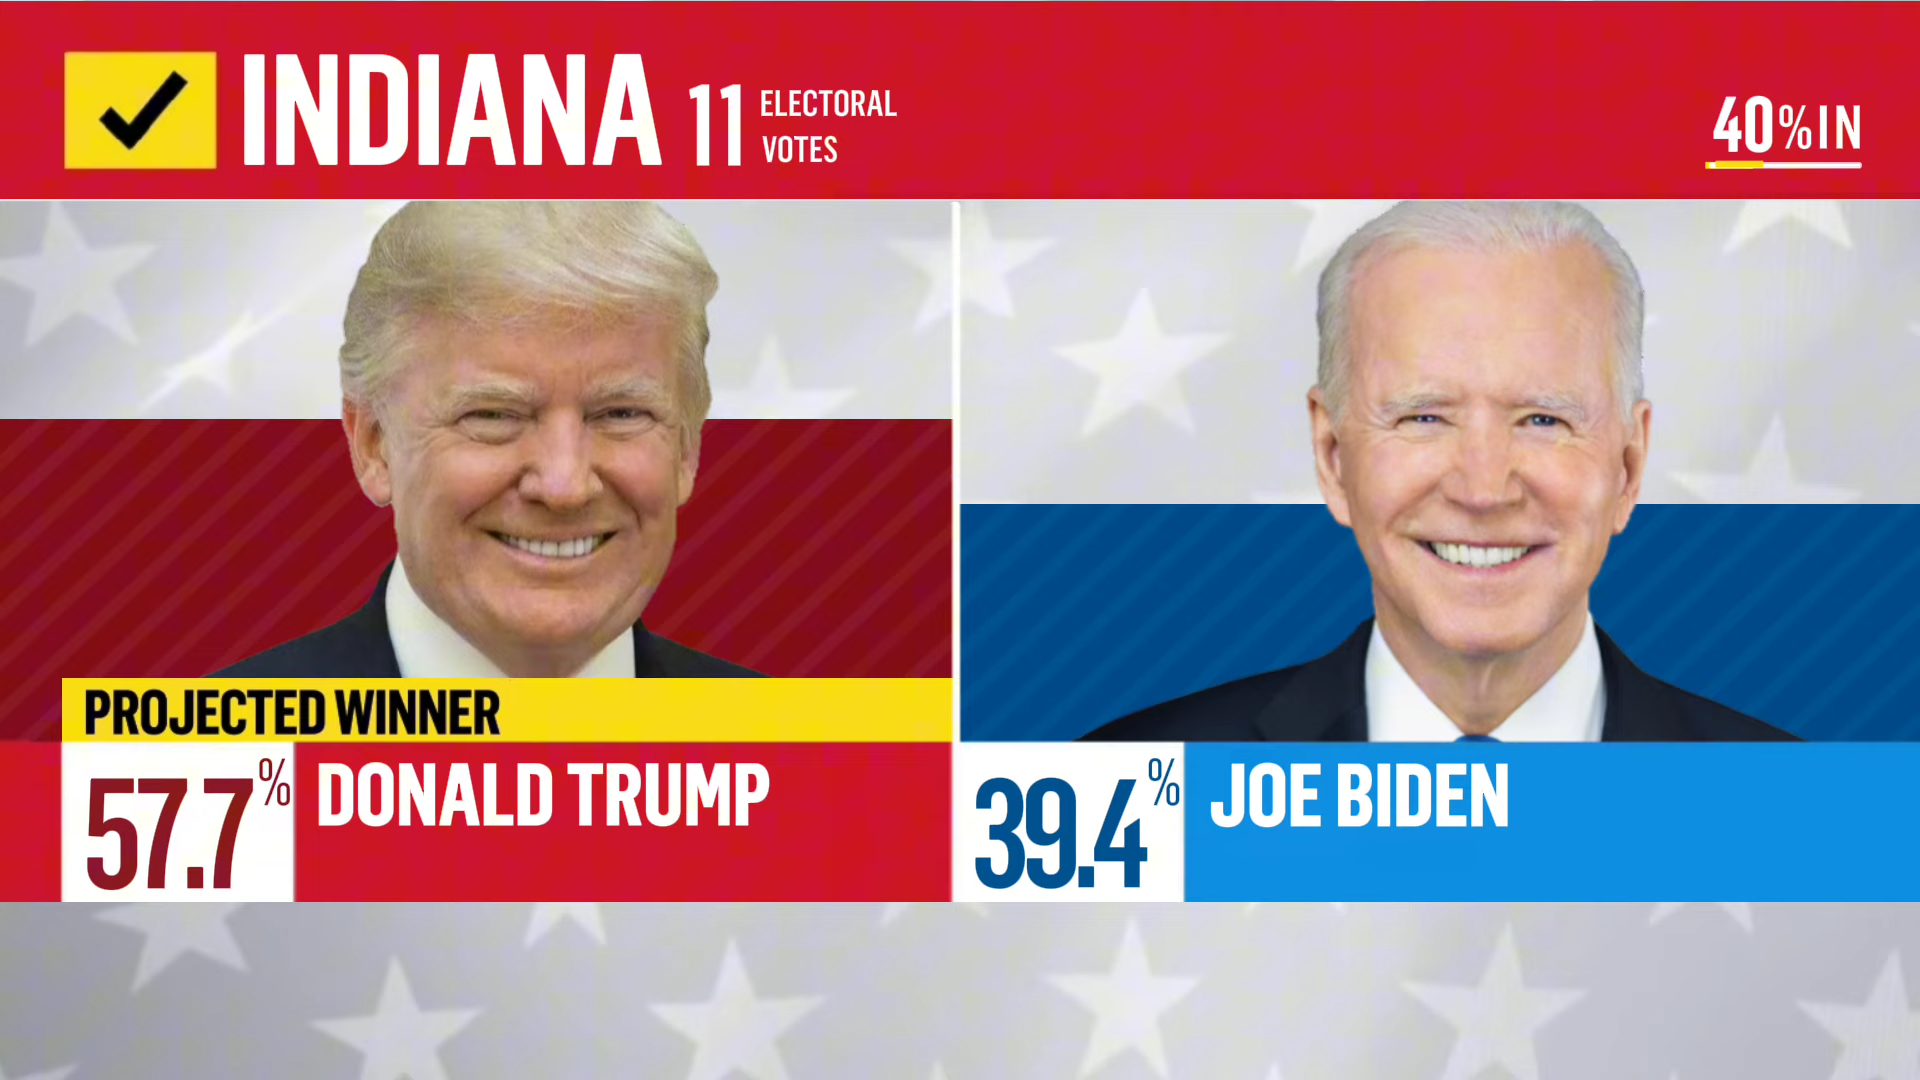 INDIANA 11 ELECTORAL
VOTES
40%IN
PROJECTED WINNER
57.7% DONALD TRUMP
39.4% JOE BIDEN